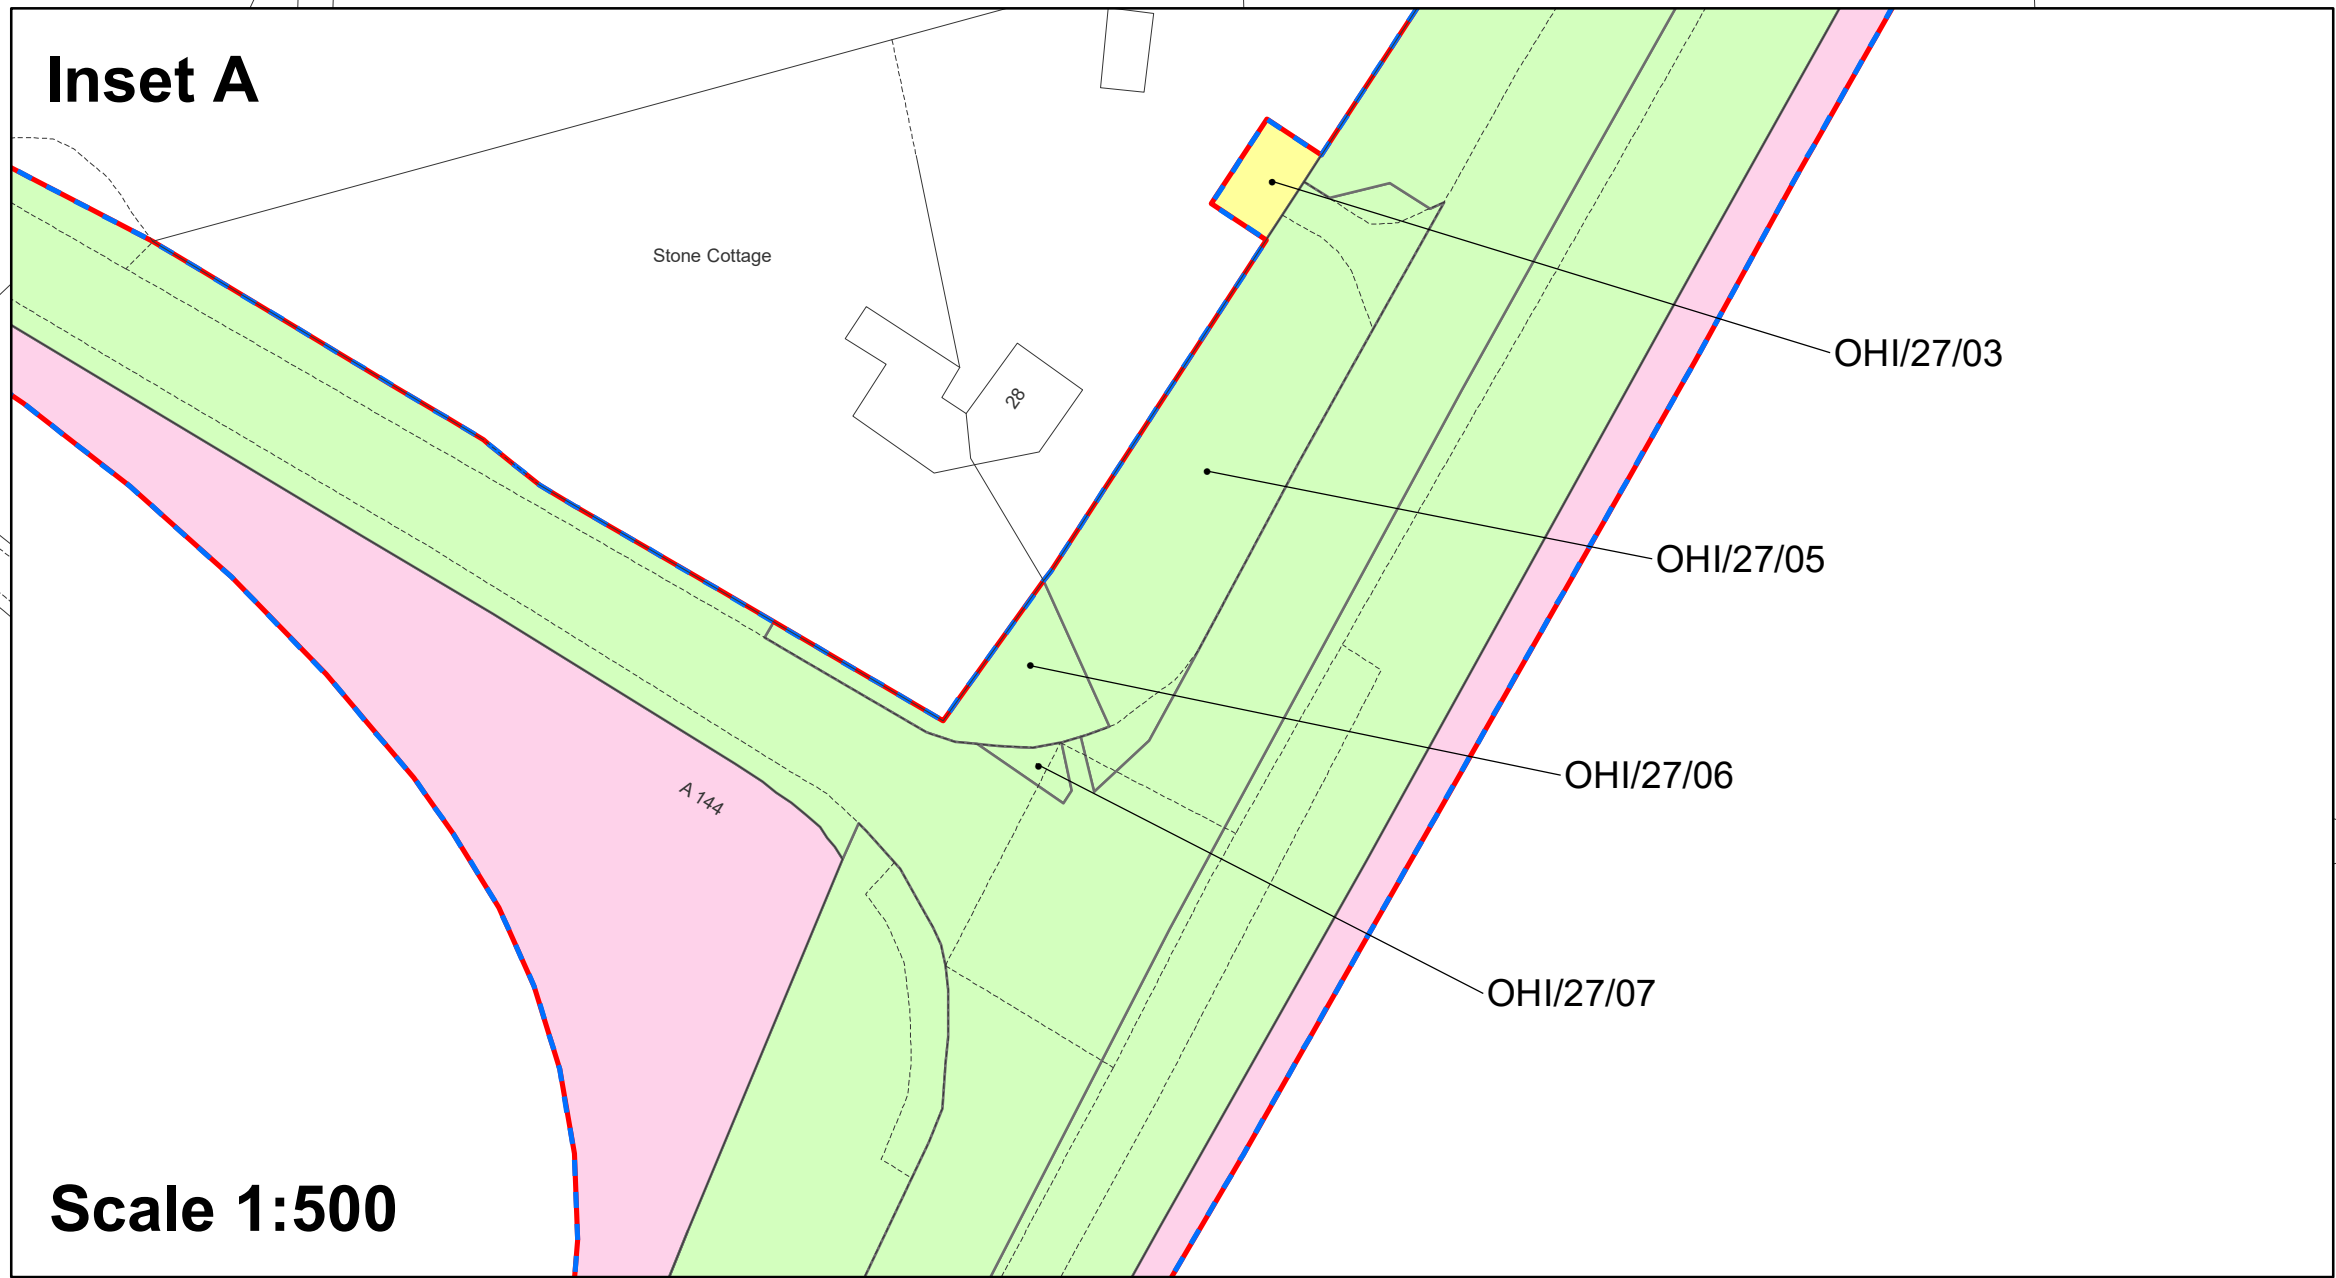 Inset A
Stone Cottage
OHI/27/03
28
OHI/27/05
OHI/27/06
A 144
OHI/27/07
Scale 1:500